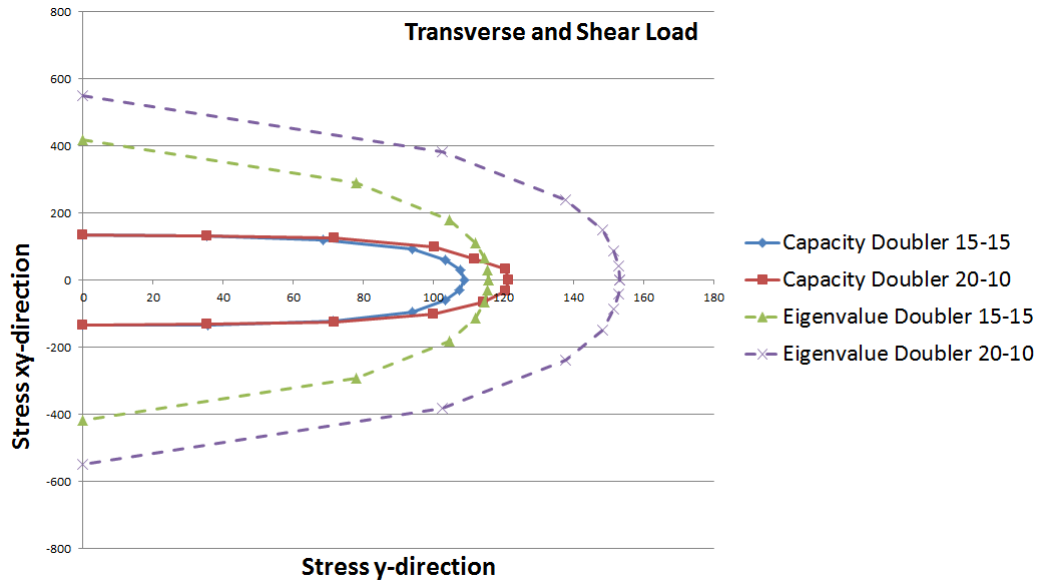 Transverse and Shear Load
800
600
400
200
0
-200
-400
-600
-800
0 20 40 60 80 100 120 140 160 180
Stress xy-direction
Stress y-direction
Capacity Doubler 15-15
Capacity Doubler 20-10
Eigenvalue Doubler 15-15
Eigenvalue Doubler 20-10